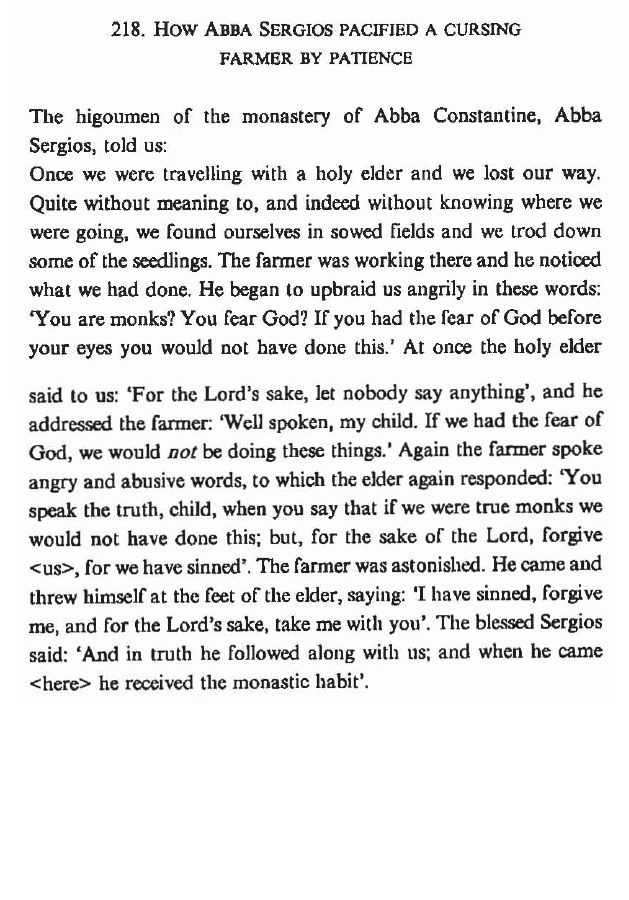 218. HOW ABBA SERGIOS PACIFIED A CURSING
FARMER BY PATIENCE
The higoumen of the monastery of Abba Constantine, Abba
Sergios, told us:
Once we were travelling with a holy elder and we lost our way.
Quite without meaning to, and indeed without knowing where we
were going, we found ourselves in sowed fields and we trod down
some of the seedlings. The farmer was working there and he noticed
what we had done. He began to upbraid us angrily in these words:
‘You are monks? You fear God? If you had the fear of God before
your eyes you would not have done this.’ At once the holy elder
said to us: ‘For the Lord’s sake, let nobody say anything’, and he
addressed the farmer: ‘Well spoken, my child. If we had the fear of
God, we would not be doing these things.’ Again the farmer spoke
angry and abusive words, to which the elder again responded: ‘You
speak the truth, child, when you say that if we were true monks we
would not have done this; but, for the sake of the Lord, forgive
<us>, for we have sinned’. The farmer was astonished. He came and
threw himself at the feet of the elder, saying: ‘I have sinned, forgive
me, and for the Lord’s sake, take me with you’. The blessed Sergios
said: ‘And in truth he followed along with us; and when he came
<here> he received the monastic habit’.